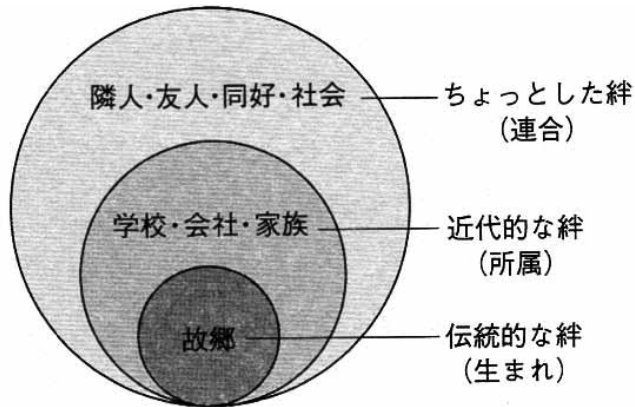 隣人・友人・同好・社会
ちょっとした絆
(連合)
学校・会社・家族
近代的な絆
(所属)
故郷
伝統的な絆
(生まれ)